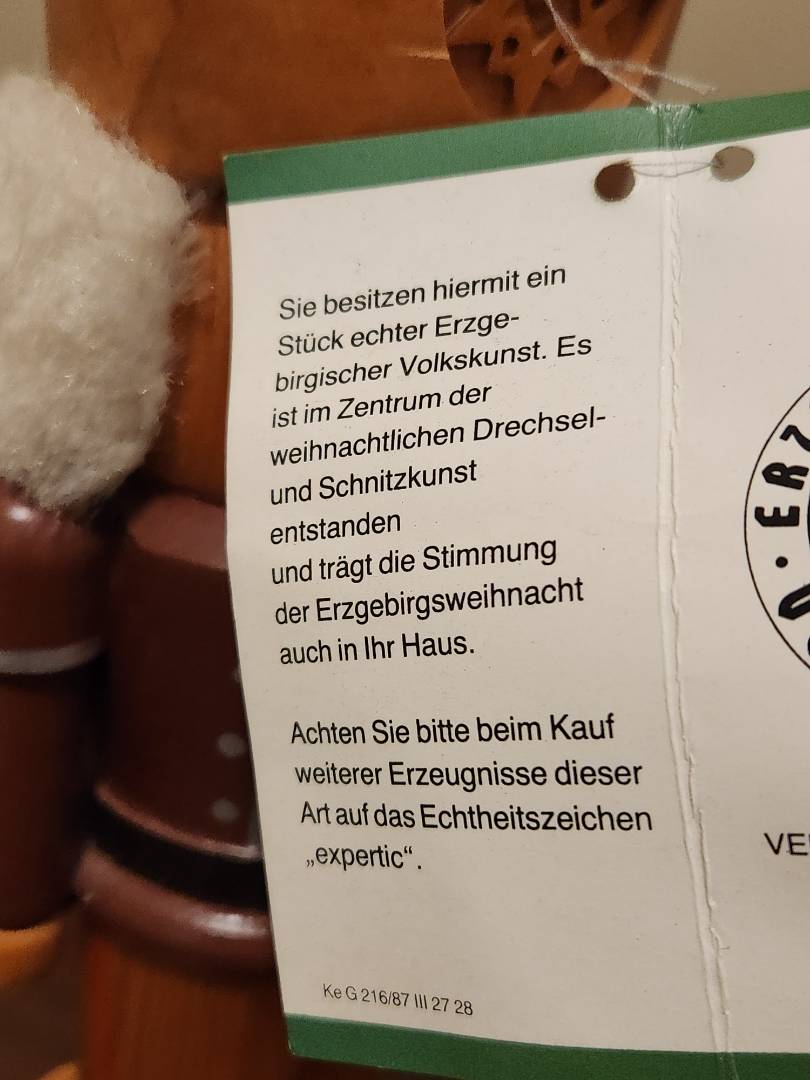 Sie besitzen hiermit ein
Stück echter Erzge-
birgischer Volkskunst. Es
ist im Zentrum der
weihnachtlichen Drechsel-
und Schnitzkunst
entstanden
und trägt die Stimmung
der Erzgebirgsweihnacht
auch in Ihr Haus.
Achten Sie bitte beim Kauf
weiterer Erzeugnisse dieser
Art auf das Echtheitszeichen
„expertic“.
Ke G 216/87 III 27 28